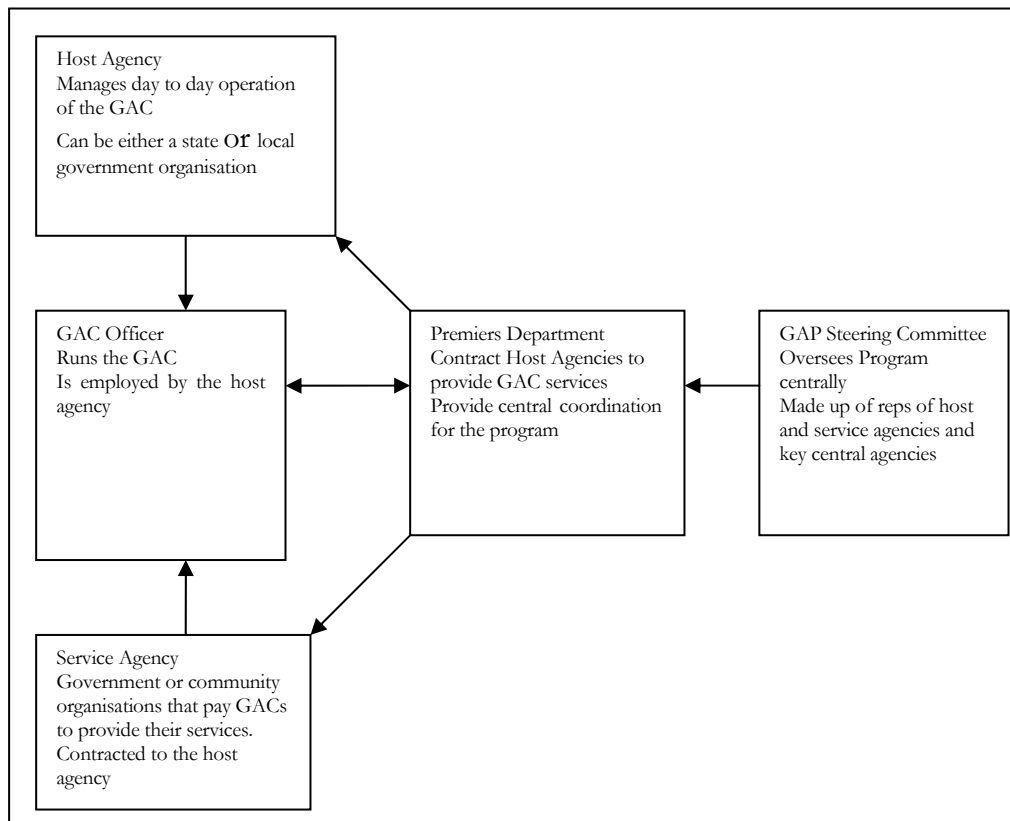 Host Agency
Manages day to day operation
of the GAC
Can be either a state or local
government organisation
GAC Officer
Runs the GAC
Is employed by the host
agency
Premiers Department
Contract Host Agencies to
provide GAC services
Provide central coordination
for the program
GAP Steering Committee
Oversees Program
centrally
Made up of reps of host
and service agencies and
key central agencies
Service Agency
Government or community
organisations that pay GACs
to provide their services.
Contracted to the host
agency